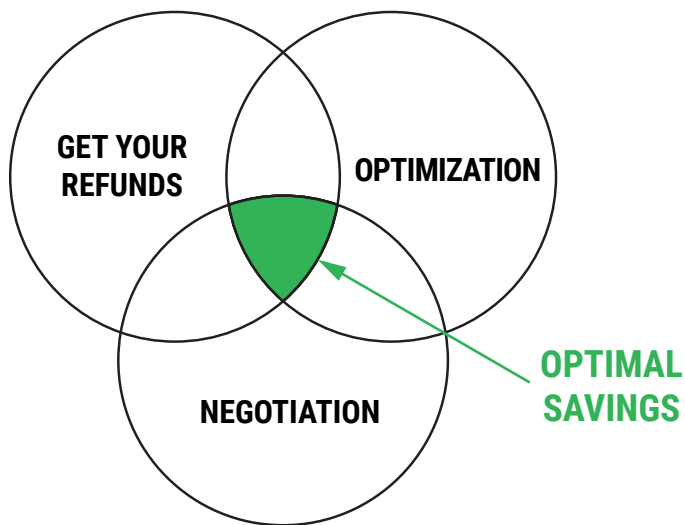 GET YOUR
REFUNDS
OPTIMIZATION
NEGOTIATION
OPTIMAL
SAVINGS